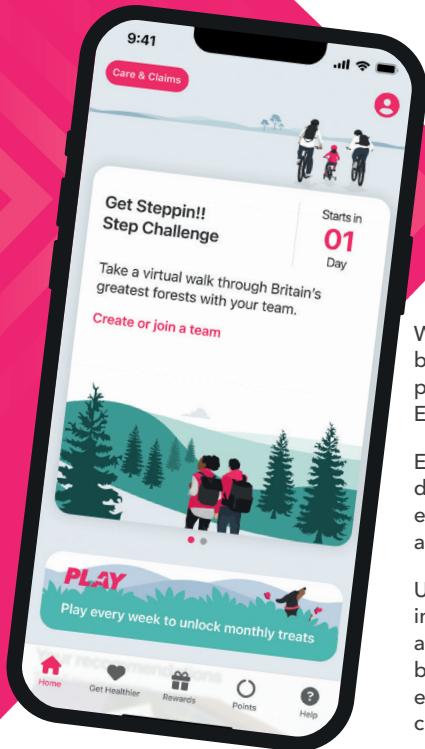 9:41
Care & Claims
Get Steppin!!
Step Challenge
Starts in
01
Day
Take a virtual walk through Britain's
greatest forests with your team.
Create or join a team
PLAY
Play every week to unlock monthly treats
Your recommendations
Home
Get Healthier
Rewards
Points
Help